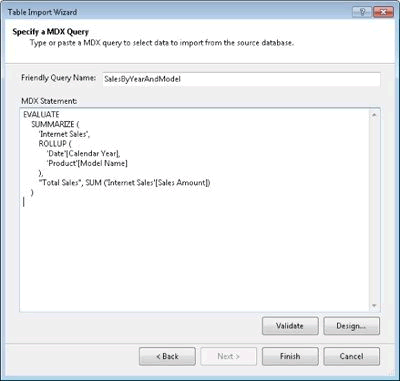 Table Import Wizard
Specify a MDX Query
Type or paste a MDX query to select data to import from the source database.
Friendly Query Name:
SalesByYearAndModel
MDX Statement:
EVALUATE
SUMMARIZE (
'Internet Sales',
ROLLUP (
'Date'[Calendar Year],
'Product'[Model Name]
),
"Total Sales", SUM ('Internet Sales'[Sales Amount])
)
Validate
Design...
< Back
Next >
Finish
Cancel